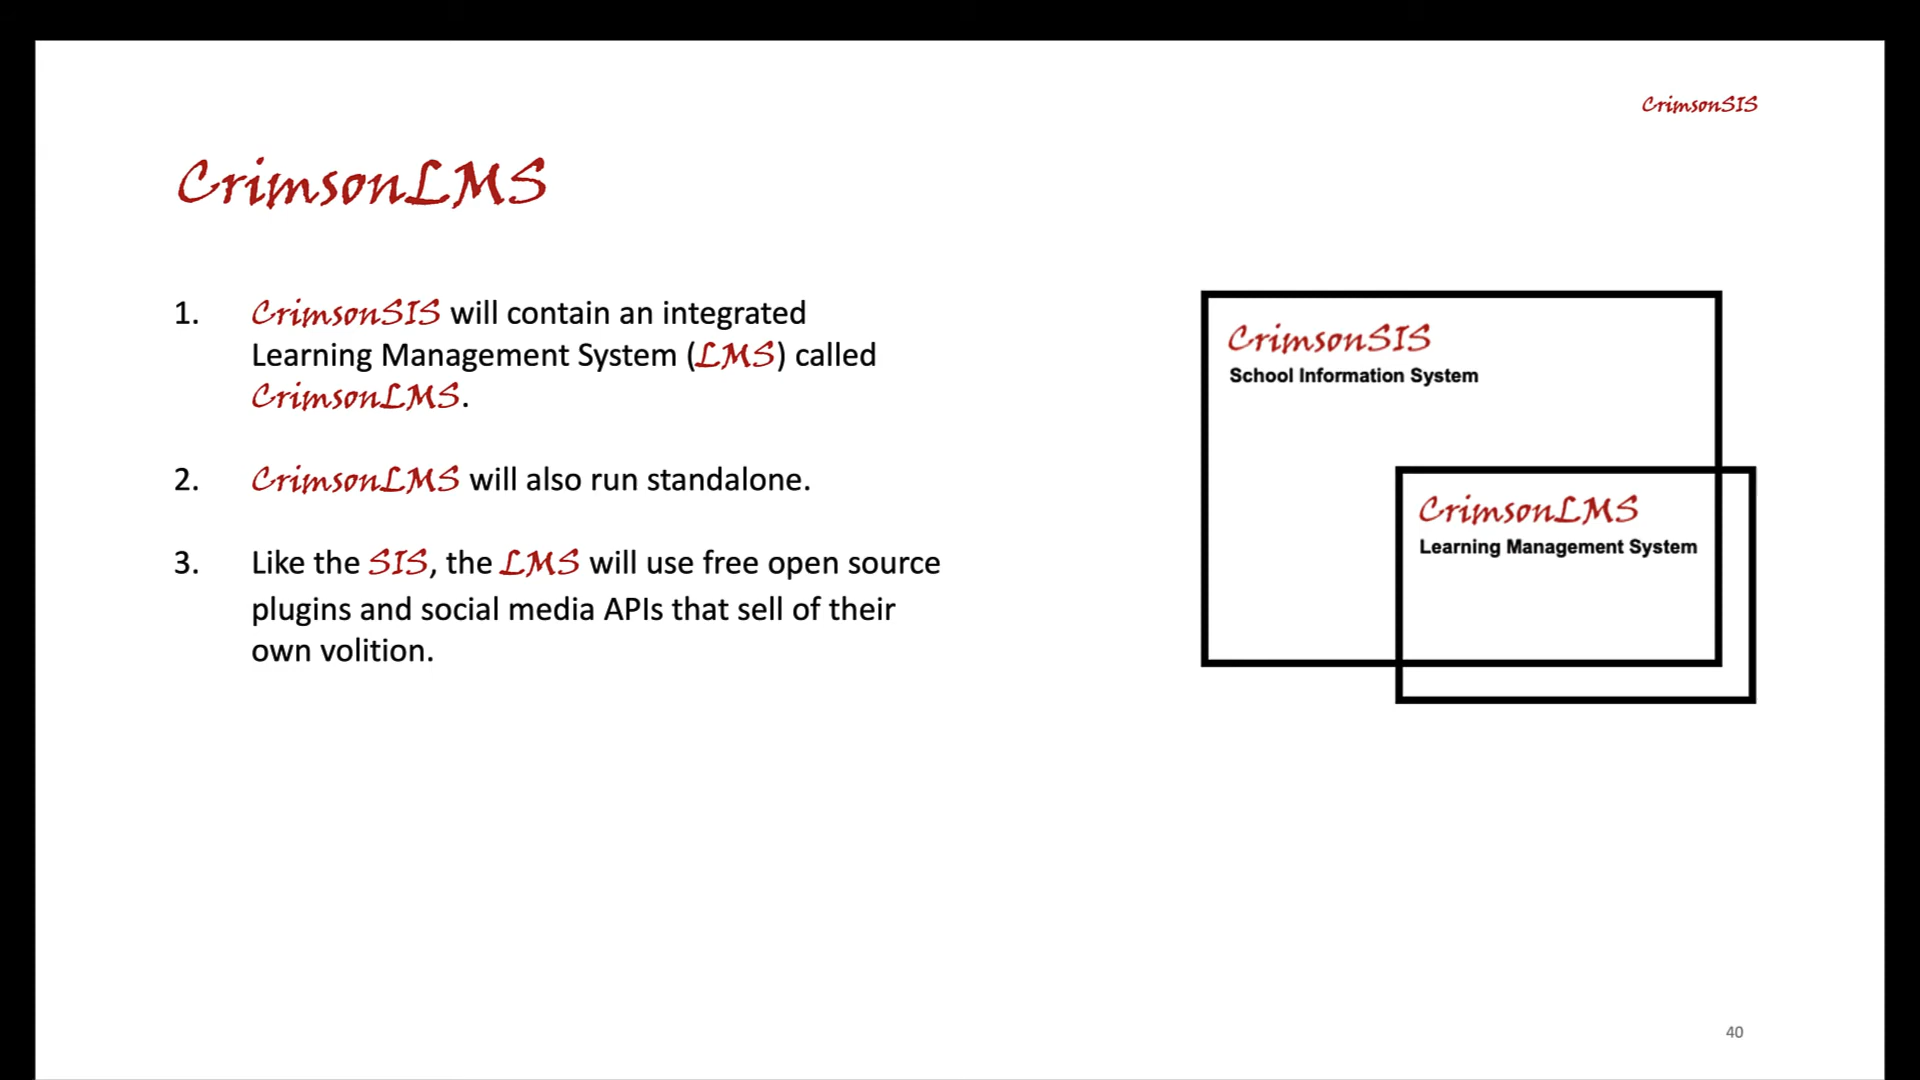 CrimsonSIS
CrimsonLMS
1. CrimsonSIS will contain an integrated
Learning Management System (LMS) called
CrimsonLMS.
2. CrimsonLMS will also run standalone.
3. Like the SIS, the LMS will use free open source
plugins and social media APIs that sell of their
own volition.
CrimsonSIS
School Information System
CrimsonLMS
Learning Management System
40